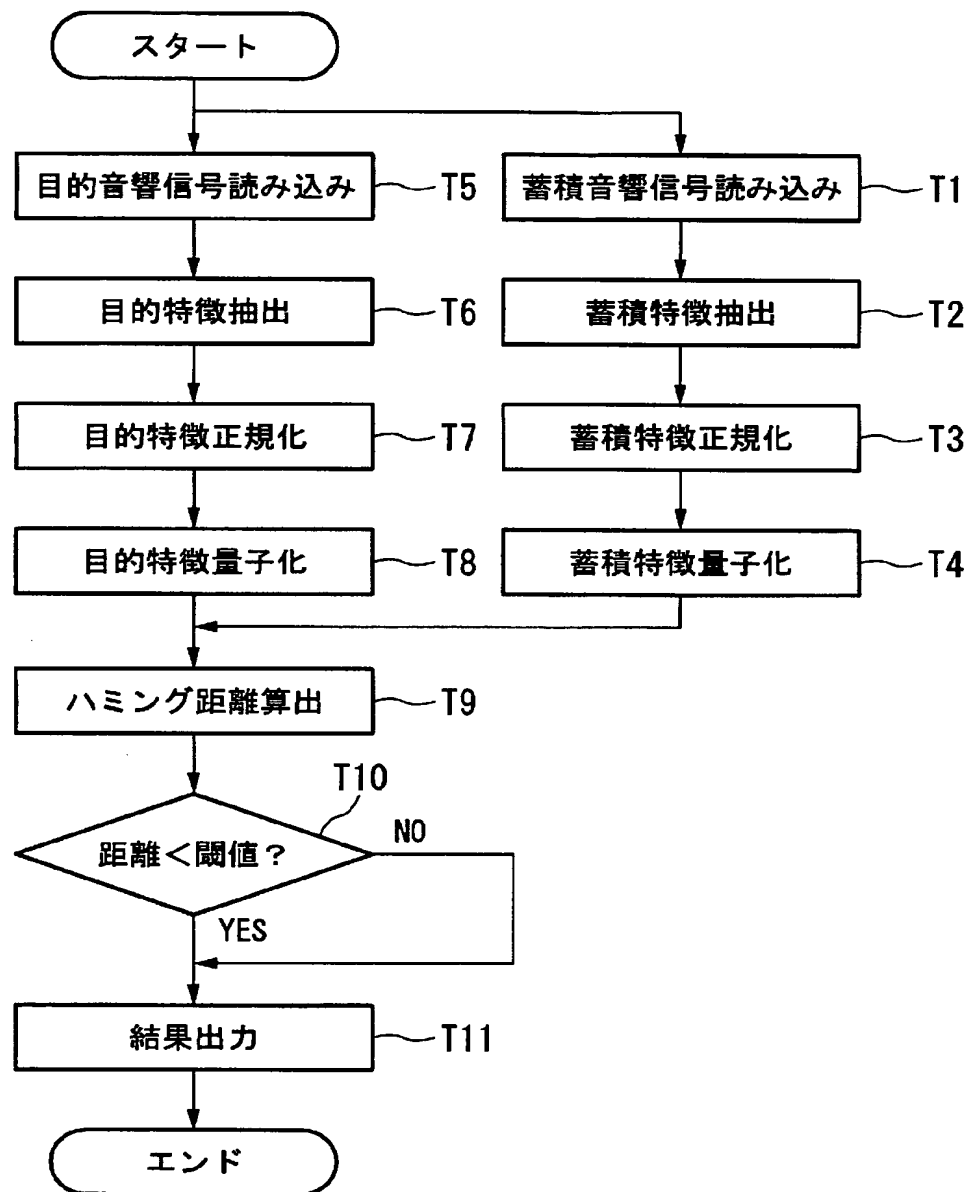 スタート
目的音響信号読み込み
T5
蓄積音響信号読み込み
T1
目的特徴抽出
T6
蓄積特徴抽出
T2
目的特徴正規化
T7
蓄積特徴正規化
T3
目的特徴量子化
T8
蓄積特徴量子化
T4
ハミング距離算出
T9
T10
距離<閾値?
NO
YES
結果出力
T11
エンド